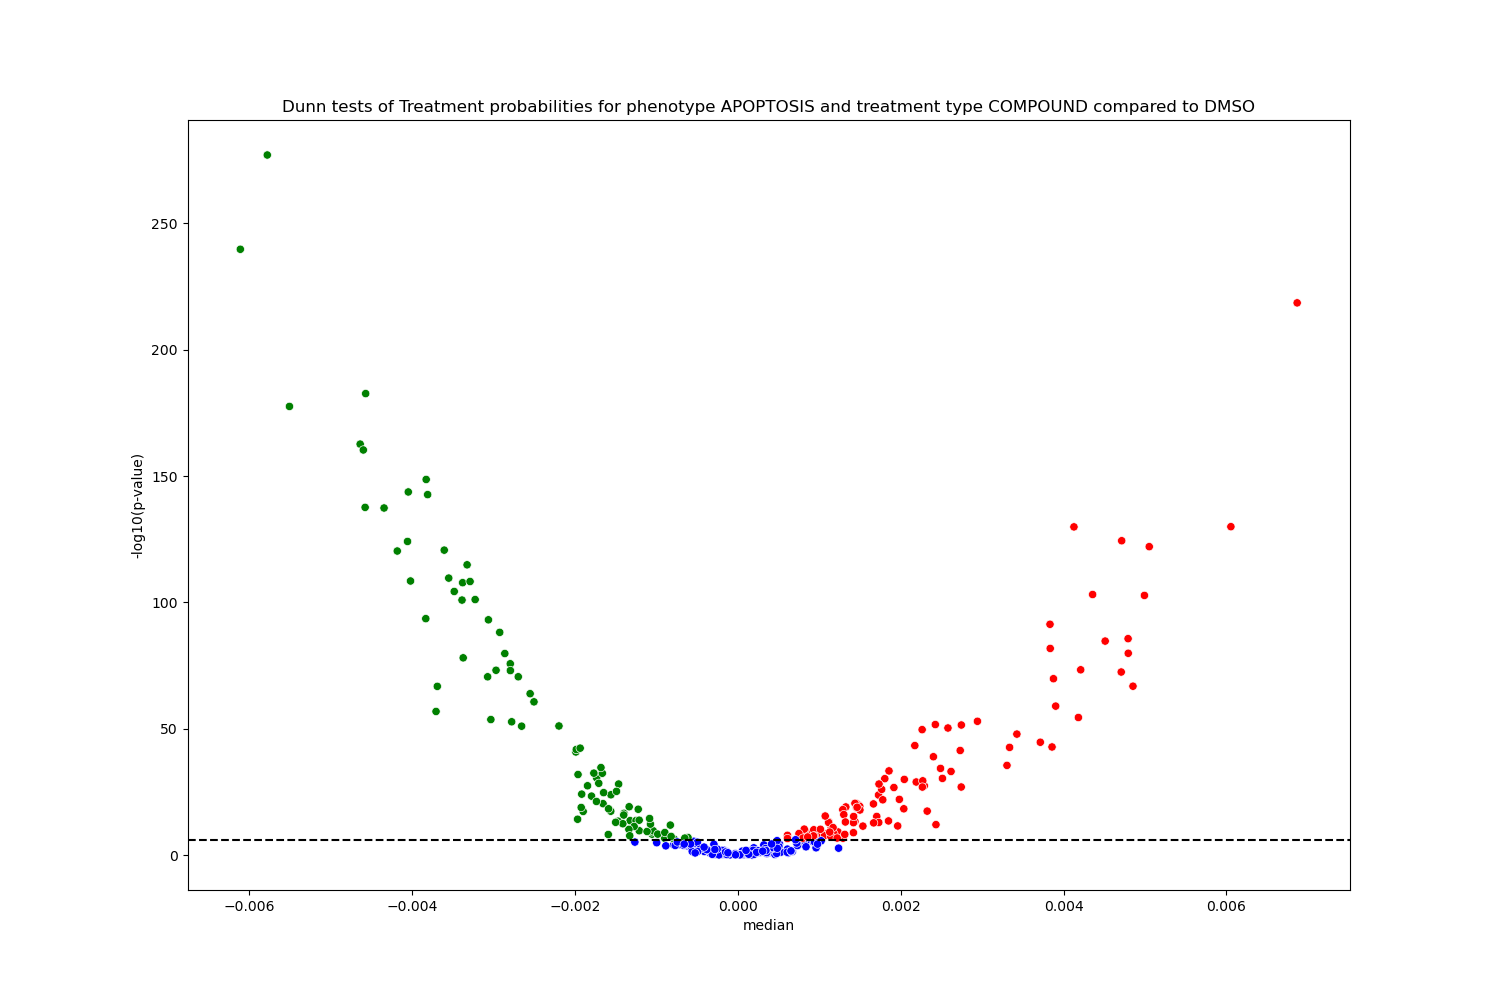 Dunn tests of Treatment probabilities for phenotype APOPTOSIS and treatment type COMPOUND compared to DMSO
250
200
150
100
50
0
-log10(p-value)
−0.006 −0.004 −0.002 0.000 0.002 0.004 0.006
median